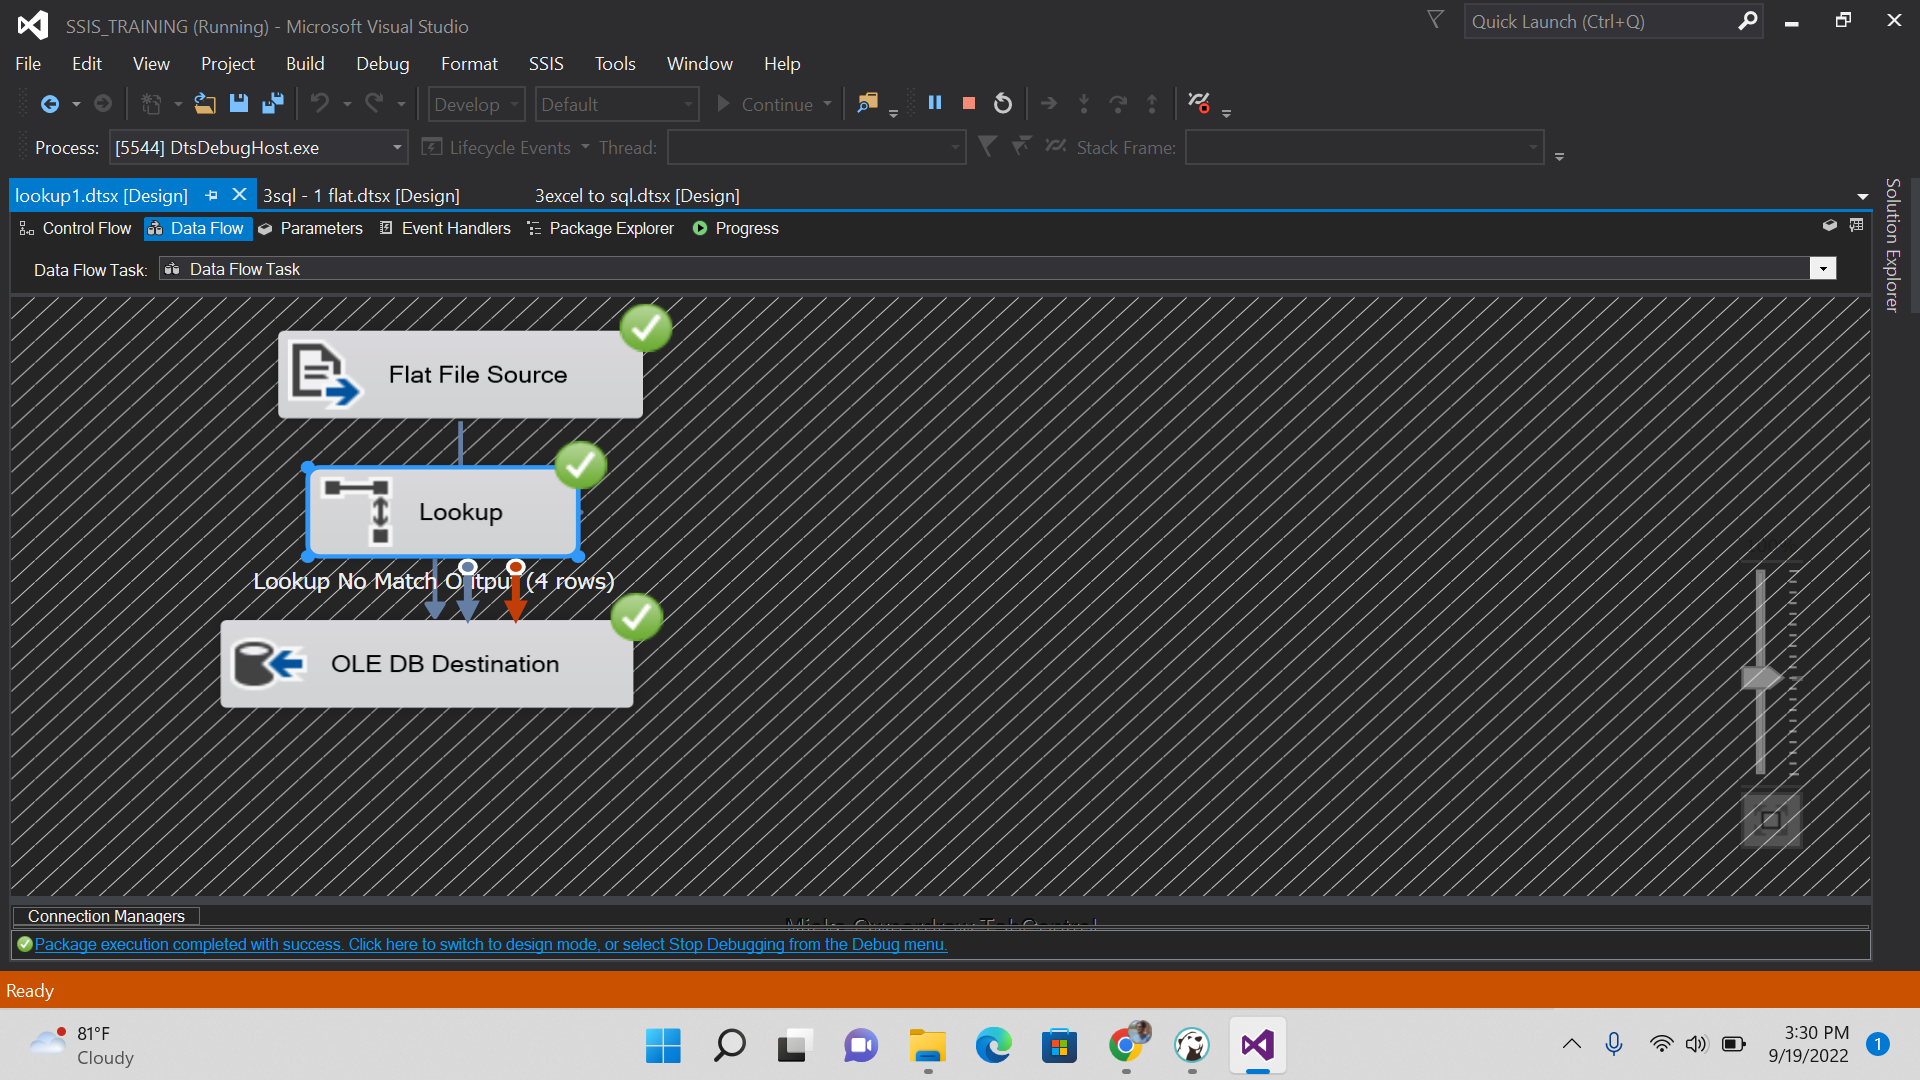 SSIS_TRAINING (Running) - Microsoft Visual Studio
Quick Launch (Ctrl+Q)
File Edit View Project Build Debug Format SSIS Tools Window Help
Develop Default Continue
Process: [5544] DtsDebugHost.exe Lifecycle Events Thread: Stack Frame:
lookup1.dtsx [Design] 3sql - 1 flat.dtsx [Design] 3excel to sql.dtsx [Design]
Solution Explorer
Control Flow Data Flow Parameters Event Handlers Package Explorer Progress
Data Flow Task: Data Flow Task
Flat File Source
Lookup
Lookup No Match Output (4 rows)
OLE DB Destination
Connection Managers
Package execution completed with success. Click here to switch to design mode, or select Stop Debugging from the Debug menu.
Ready
81°F
Cloudy
3:30 PM
9/19/2022
1